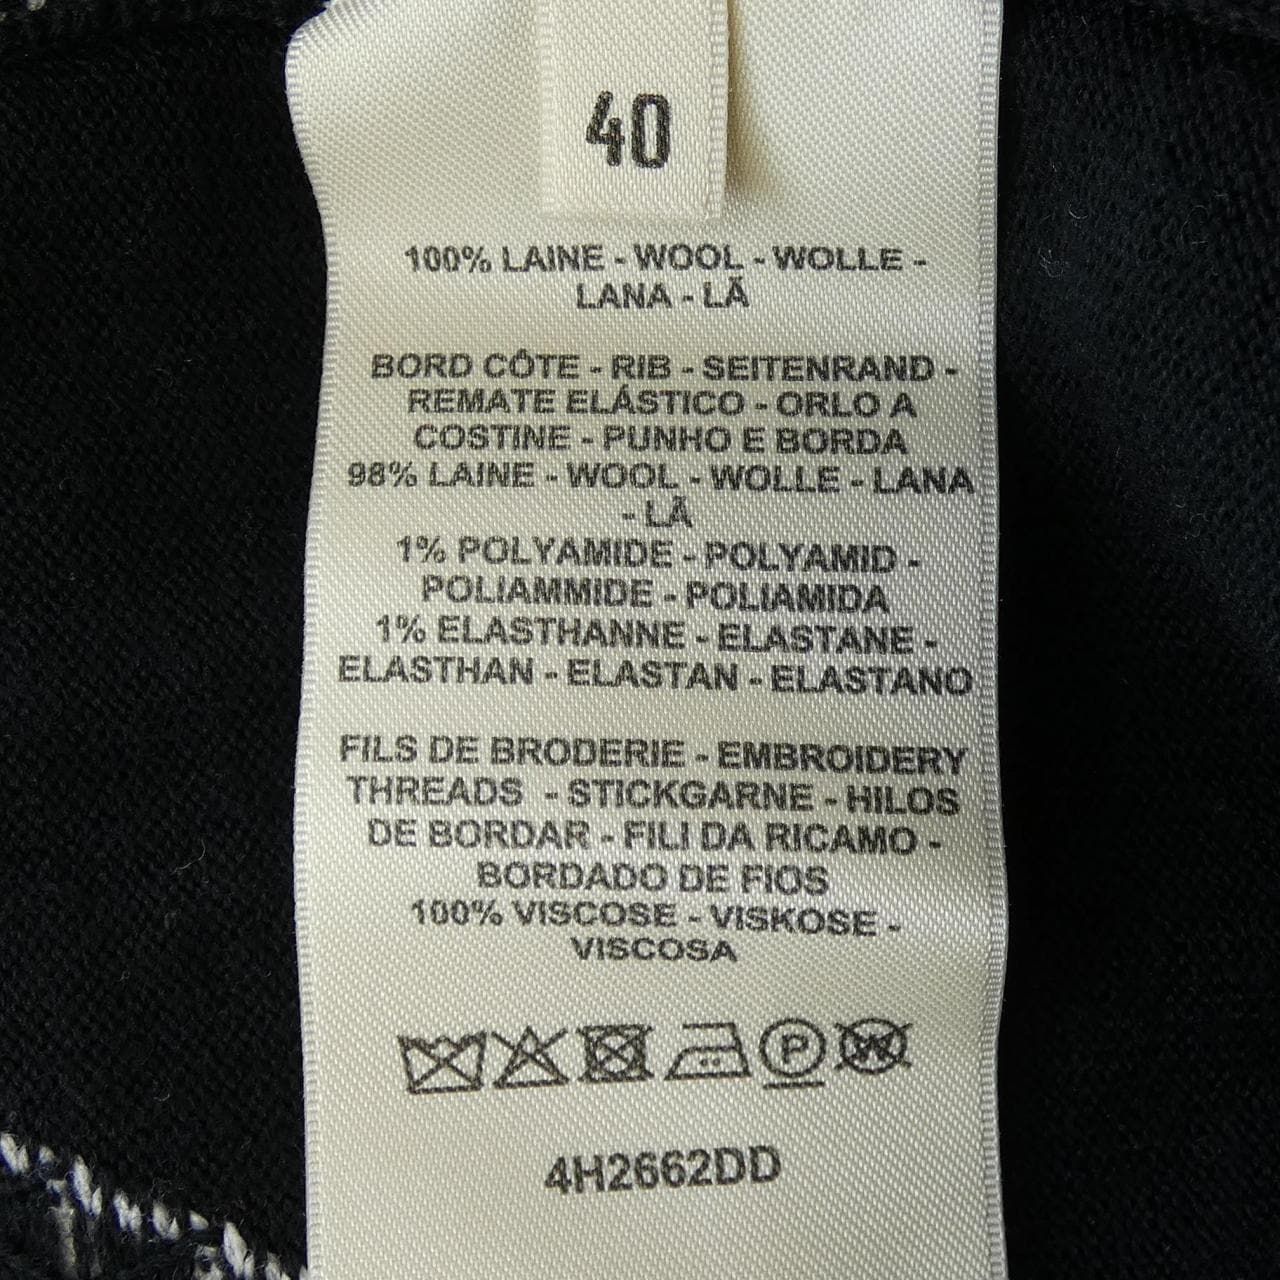 40
100% LAINE - WOOL - WOLLE -
LANA - LÃ
BORD CÔTE - RIB - SEITENRAND -
REMATE ELÁSTICO - ORLO A
COSTINE - PUNHO E BORDA
98% LAINE - WOOL - WOLLE - LANA
- LÃ
1% POLYAMIDE - POLYAMID -
POLIAMMIDE - POLIAMIDA
1% ELASTHANNE - ELASTANE -
ELASTHAN - ELASTAN - ELASTANO
FILS DE BRODERIE - EMBROIDERY
THREADS - STICKGARNE - HILOS
DE BORDAR - FILI DA RICAMO -
BORDADO DE FIOS
100% VISCOSE - VISKOSE -
VISCOSA
P W
4H2662DD